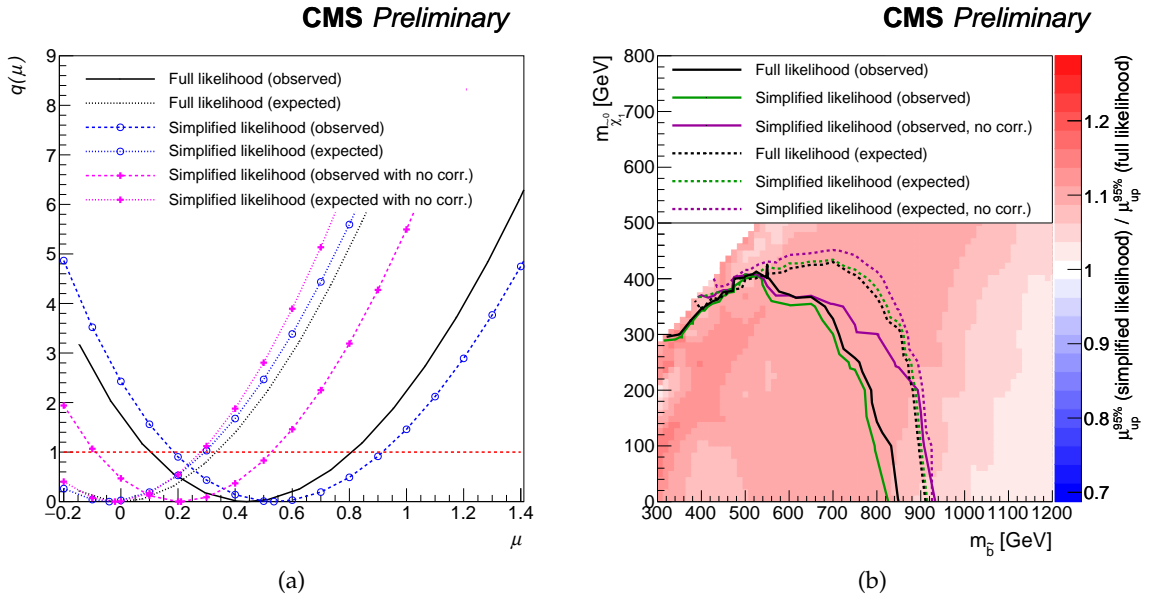 CMS Preliminary
q(μ)
9
8
7
6
5
4
3
2
1
0
Full likelihood (observed)
Full likelihood (expected)
Simplified likelihood (observed)
Simplified likelihood (expected)
Simplified likelihood (observed with no corr.)
Simplified likelihood (expected with no corr.)
−0.2 0 0.2 0.4 0.6 0.8 1 1.2 1.4
μ
(a)
CMS Preliminary
m_χ̃₁⁰ [GeV]
800
700
600
500
400
300
200
100
0
Full likelihood (observed)
Simplified likelihood (observed)
Simplified likelihood (observed, no corr.)
Full likelihood (expected)
Simplified likelihood (expected)
Simplified likelihood (expected, no corr.)
300 400 500 600 700 800 900 1000 1100 1200
m_b̃ [GeV]
1.2
1.1
1
0.9
0.8
0.7
μ_up^95% (simplified likelihood) / μ_up^95% (full likelihood)
(b)